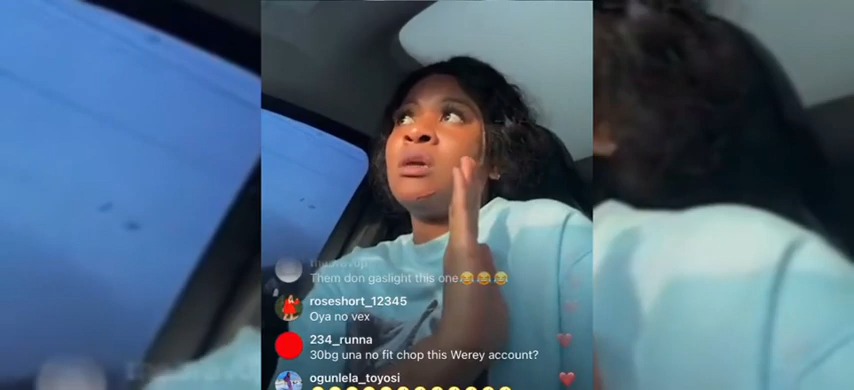 Them don gaslight this one😂😂😂
roseshort_12345
Oya no vex
234_runna
30bg una no fit chop this Werey account?
ogunlela_toyosi